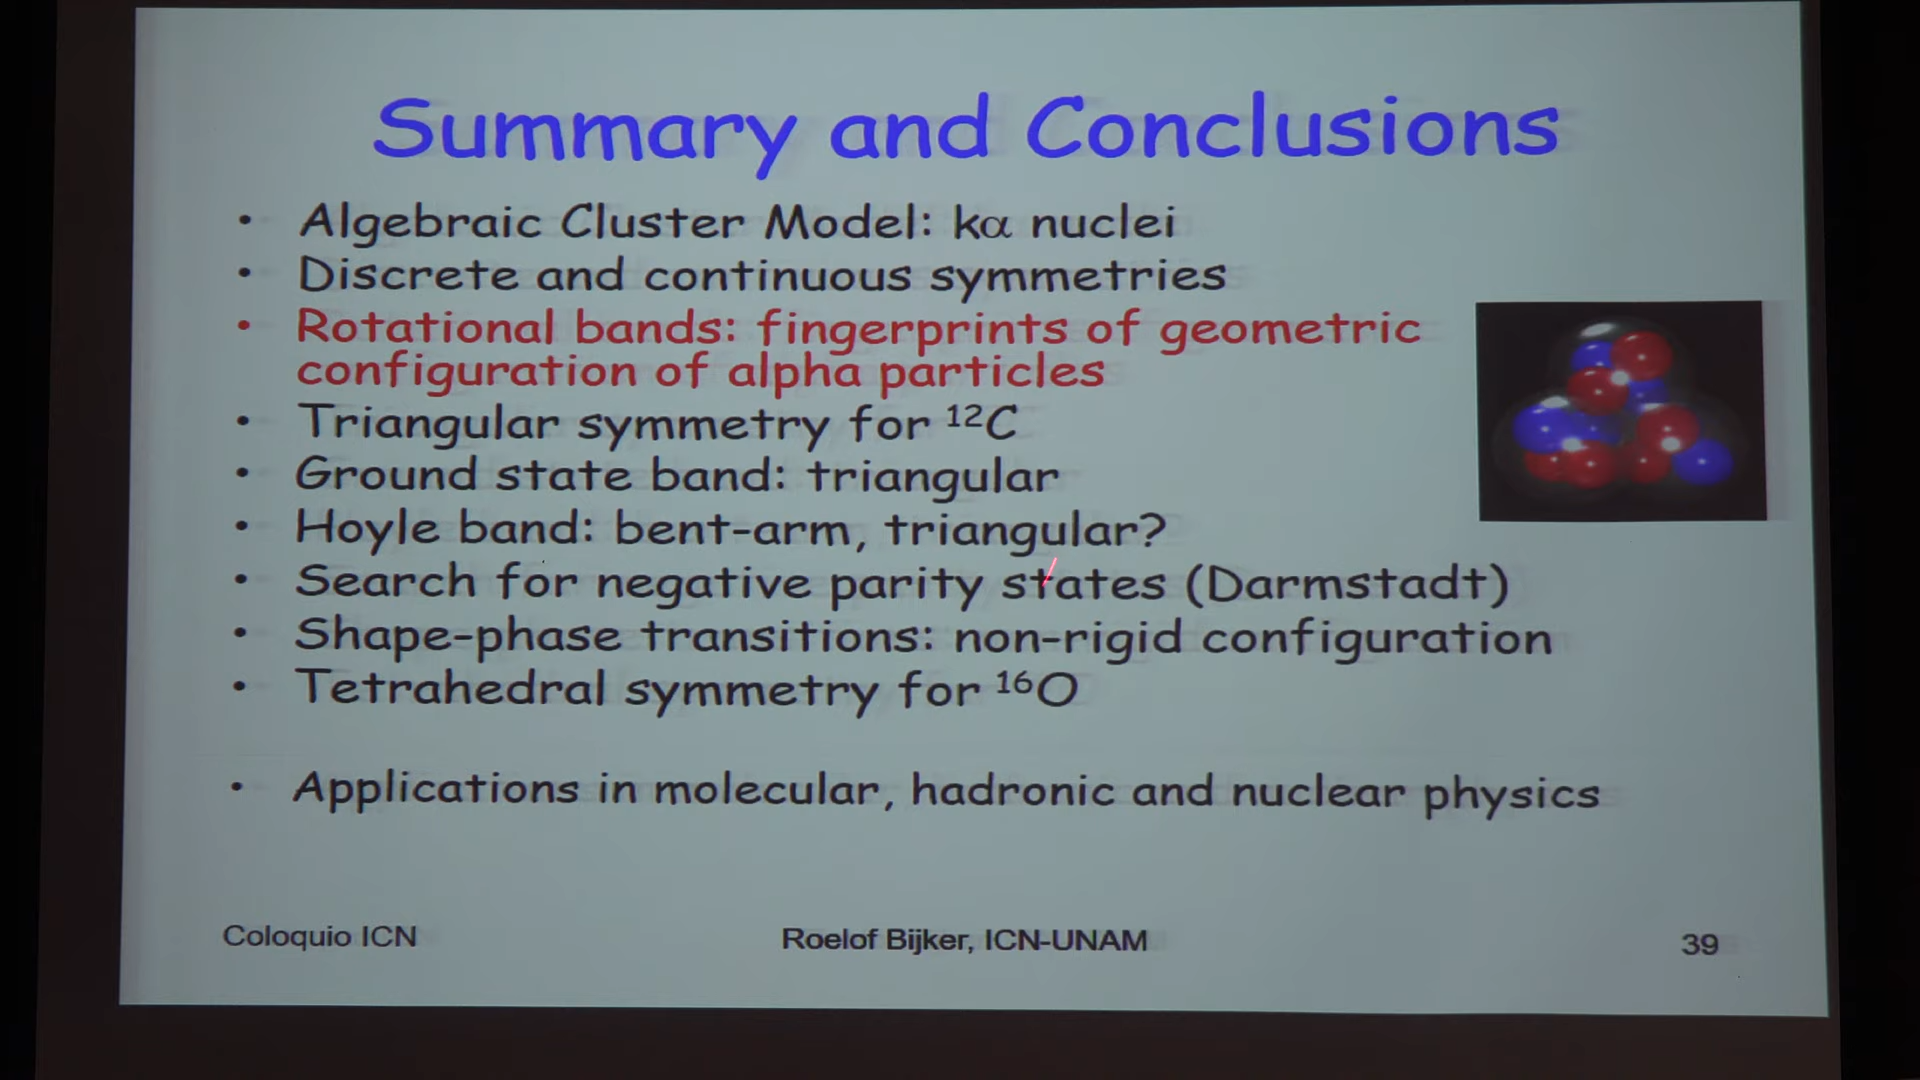 Summary and Conclusions
• Algebraic Cluster Model: kα nuclei
• Discrete and continuous symmetries
• Rotational bands: fingerprints of geometric
configuration of alpha particles
• Triangular symmetry for ¹²C
• Ground state band: triangular
• Hoyle band: bent-arm, triangular?
• Search for negative parity states (Darmstadt)
• Shape-phase transitions: non-rigid configuration
• Tetrahedral symmetry for ¹⁶O
• Applications in molecular, hadronic and nuclear physics
Coloquio ICN
Roelof Bijker, ICN-UNAM
39